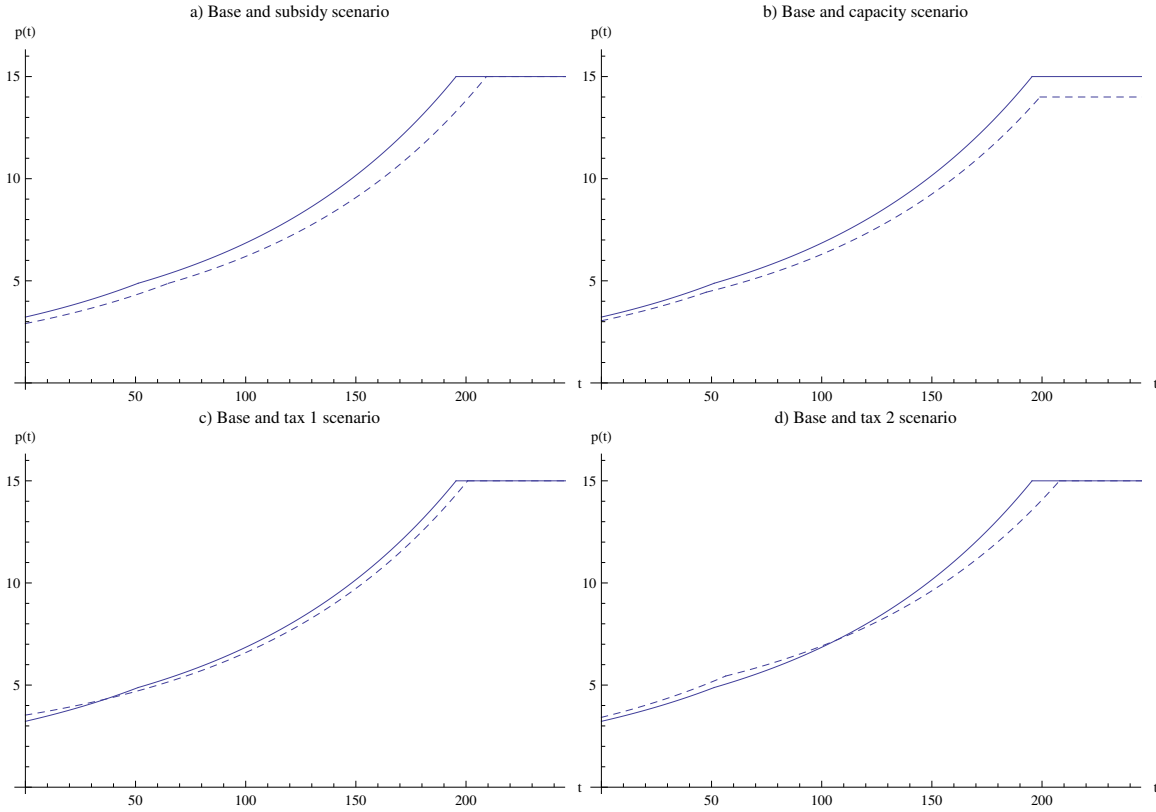 a) Base and subsidy scenario
p(t)
15
10
5
50 100 150 200 t
b) Base and capacity scenario
p(t)
15
10
5
50 100 150 200 t
c) Base and tax 1 scenario
p(t)
15
10
5
50 100 150 200 t
d) Base and tax 2 scenario
p(t)
15
10
5
50 100 150 200 t